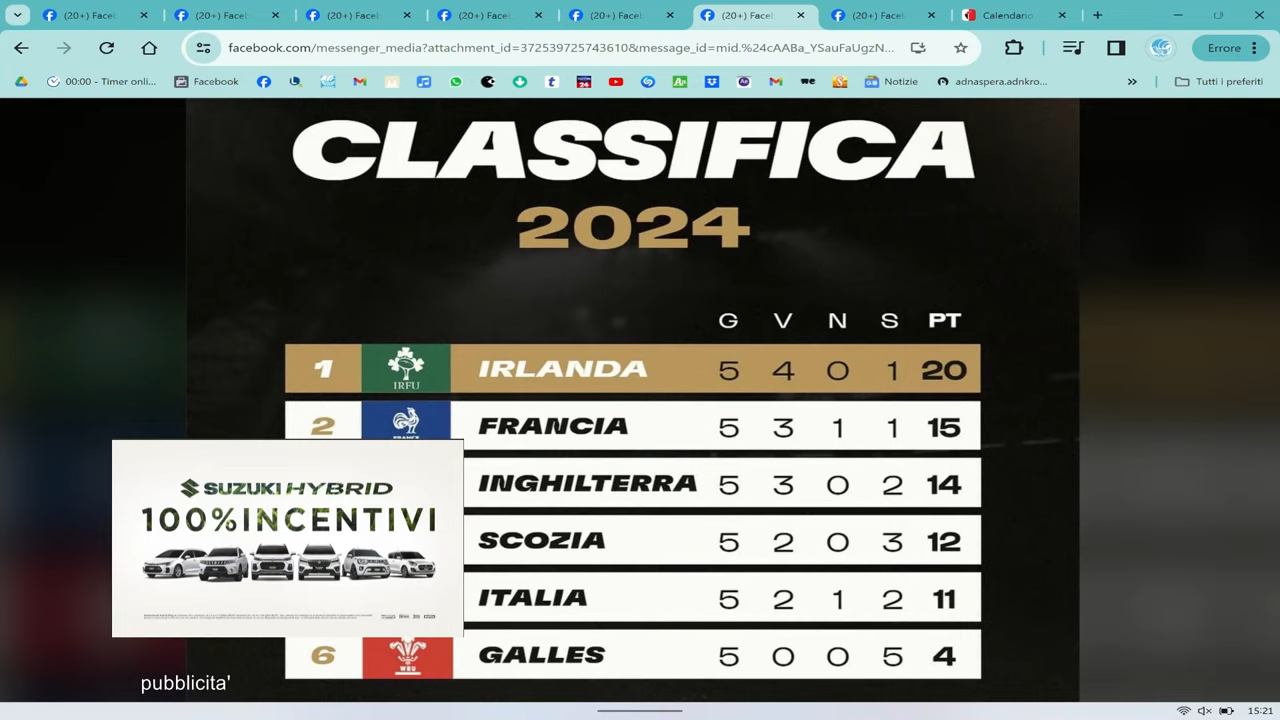 (20+) Facel
(20+) Facel
(20+) Facel
(20+) Facel
(20+) Facel
(20+) Facel
(20+) Facel
Calendario
facebook.com/messenger_media?attachment_id=372539725743610&message_id=mid.%24cAABa_YSauFaUgzN...
Errore
00:00 - Timer onli...
Facebook
Notizie
adnaspera.adnkro...
Tutti i preferiti
CLASSIFICA
2024
G V N S PT
1 IRFU IRLANDA 5 4 0 1 20
2 FRANCE FRANCIA 5 3 1 1 15
INGHILTERRA 5 3 0 2 14
SCOZIA 5 2 0 3 12
ITALIA 5 2 1 2 11
6 WRU GALLES 5 0 0 5 4
SUZUKI HYBRID
100% INCENTIVI
pubblicita'
15:21